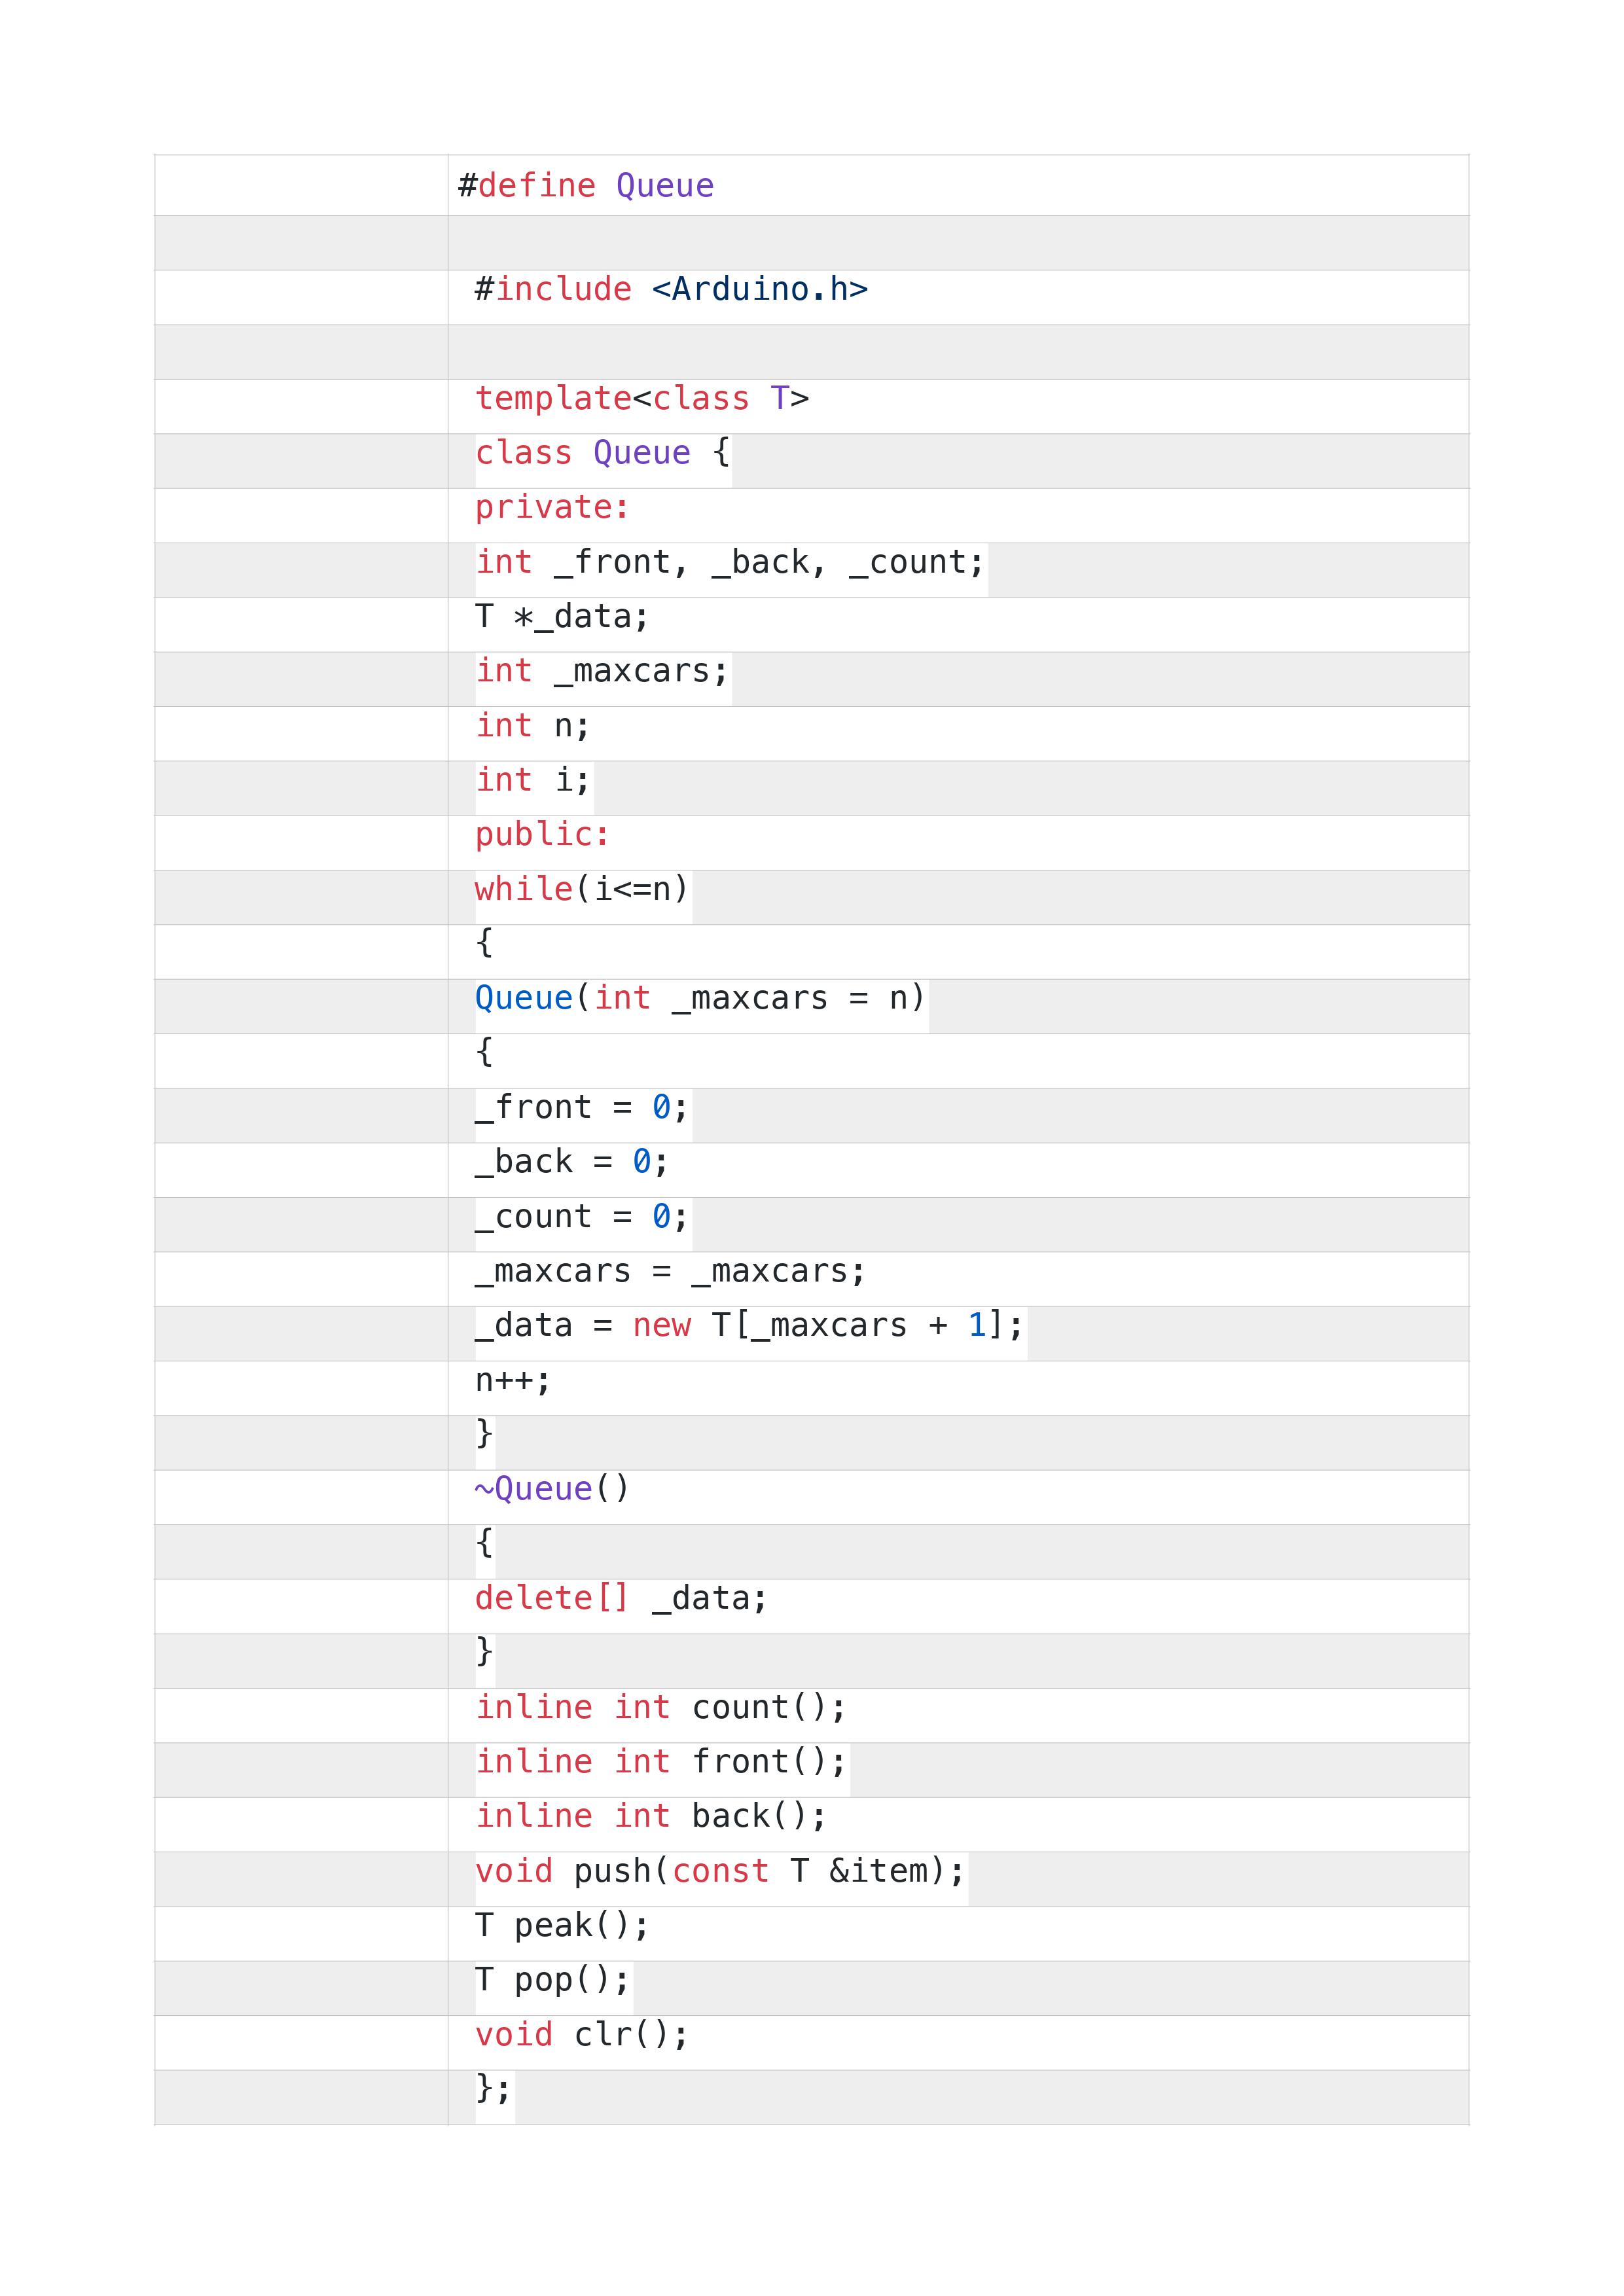 #define Queue
#include <Arduino.h>
template<class T>
class Queue {
private:
int _front, _back, _count;
T *_data;
int _maxcars;
int n;
int i;
public:
while(i<=n)
{
Queue(int _maxcars = n)
{
_front = 0;
_back = 0;
_count = 0;
_maxcars = _maxcars;
_data = new T[_maxcars + 1];
n++;
}
~Queue()
{
delete[] _data;
}
inline int count();
inline int front();
inline int back();
void push(const T &item);
T peak();
T pop();
void clr();
};